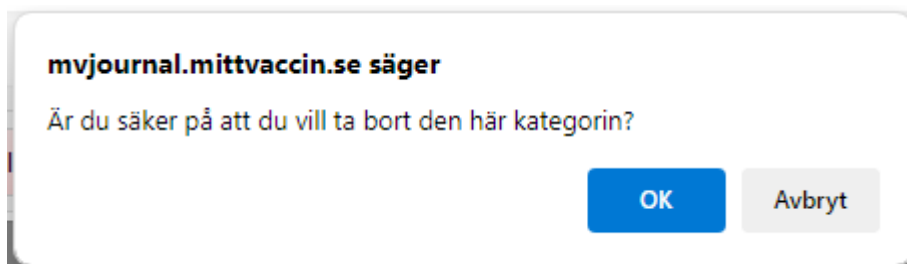 mvjournal.mittvaccin.se säger
Är du säker på att du vill ta bort den här kategorin?
OK Avbryt